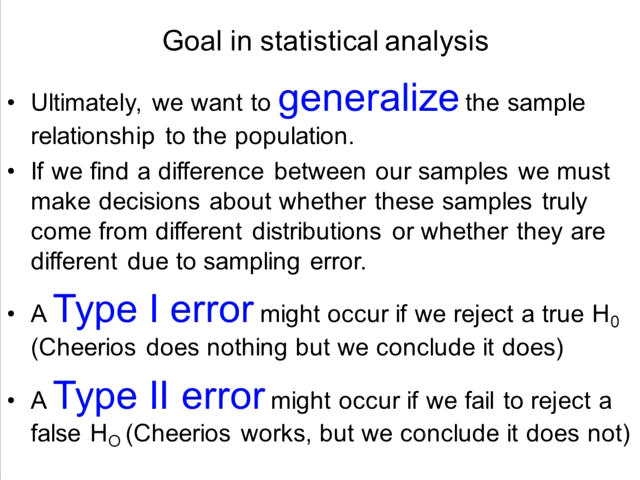 Goal in statistical analysis
• Ultimately, we want to generalize the sample
relationship to the population.
• If we find a difference between our samples we must
make decisions about whether these samples truly
come from different distributions or whether they are
different due to sampling error.
• A Type I error might occur if we reject a true H₀
(Cheerios does nothing but we conclude it does)
• A Type II error might occur if we fail to reject a
false H_O (Cheerios works, but we conclude it does not)